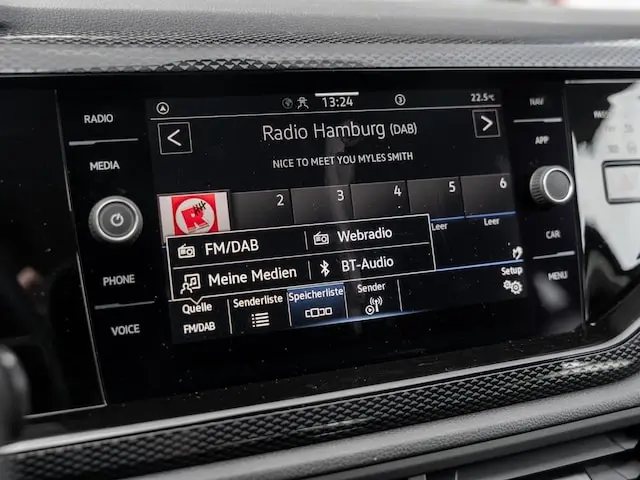 RADIO
MEDIA
PHONE
VOICE
13:24
3
22.5°C
Radio Hamburg (DAB)
NICE TO MEET YOU MYLES SMITH
2
3
4
5
6
Leer
Leer
FM/DAB
Webradio
Meine Medien
BT-Audio
Quelle
FM/DAB
Senderliste
Speicherliste
Sender
Setup
NAV
APP
CAR
MENU